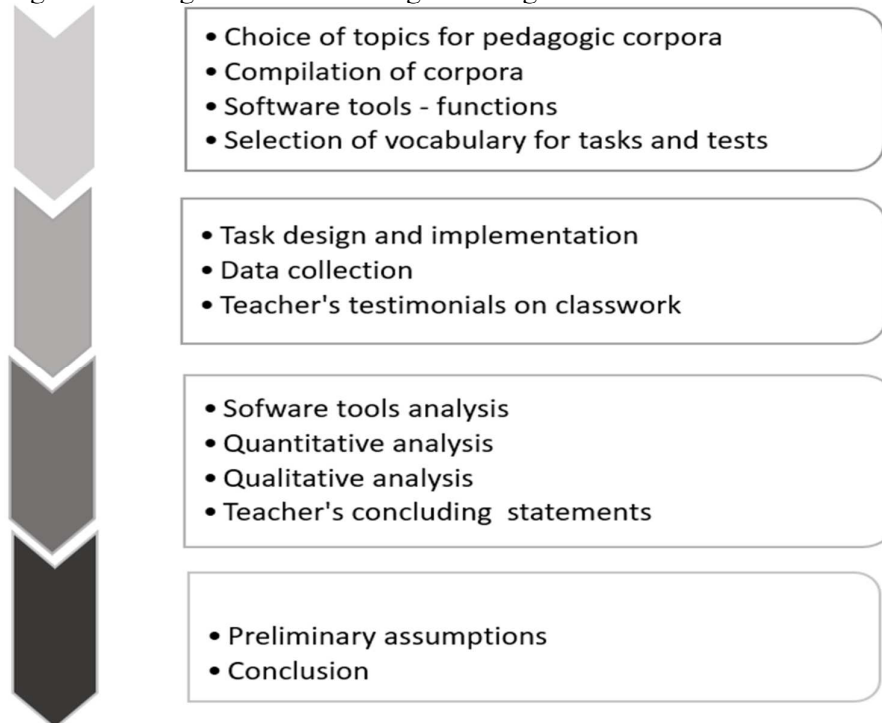 • Choice of topics for pedagogic corpora
• Compilation of corpora
• Software tools - functions
• Selection of vocabulary for tasks and tests
• Task design and implementation
• Data collection
• Teacher's testimonials on classwork
• Sofware tools analysis
• Quantitative analysis
• Qualitative analysis
• Teacher's concluding statements
• Preliminary assumptions
• Conclusion